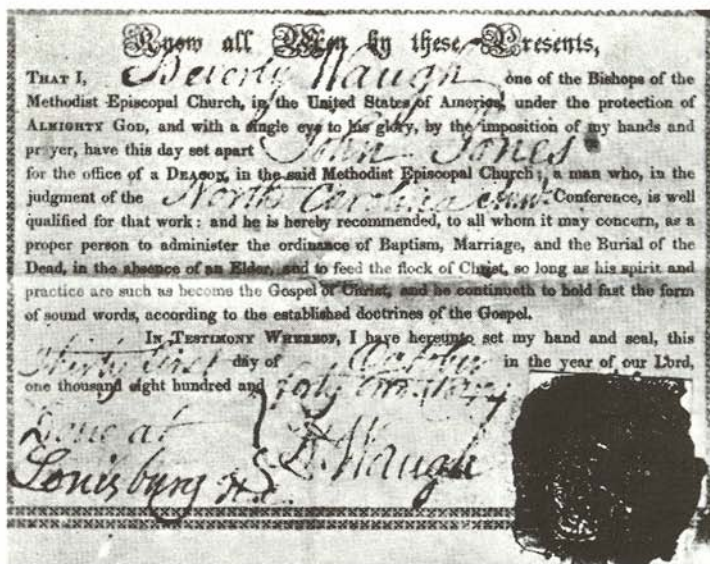 Know all Men by these Presents,
THAT I, Beverly Waugh one of the Bishops of the
Methodist Episcopal Church, in the United States of America, under the protection of
ALMIGHTY GOD, and with a single eye to his glory, by the imposition of my hands and
prayer, have this day set apart John Jones
for the office of a DEACON, in the said Methodist Episcopal Church; a man who, in the
judgment of the North Carolina Conference, is well
qualified for that work: and he is hereby recommended, to all whom it may concern, as a
proper person to administer the ordinance of Baptism, Marriage, and the Burial of the
Dead, in the absence of an Elder, and to feed the flock of Christ, so long as his spirit and
practice are such as become the Gospel of Christ, and he continueth to hold fast the form
of sound words, according to the established doctrines of the Gospel.
IN TESTIMONY WHEREOF, I have hereunto set my hand and seal, this
Thirty first day of October in the year of our Lord,
one thousand eight hundred and forty one
Done at
Louisburg N.C. B. Waugh